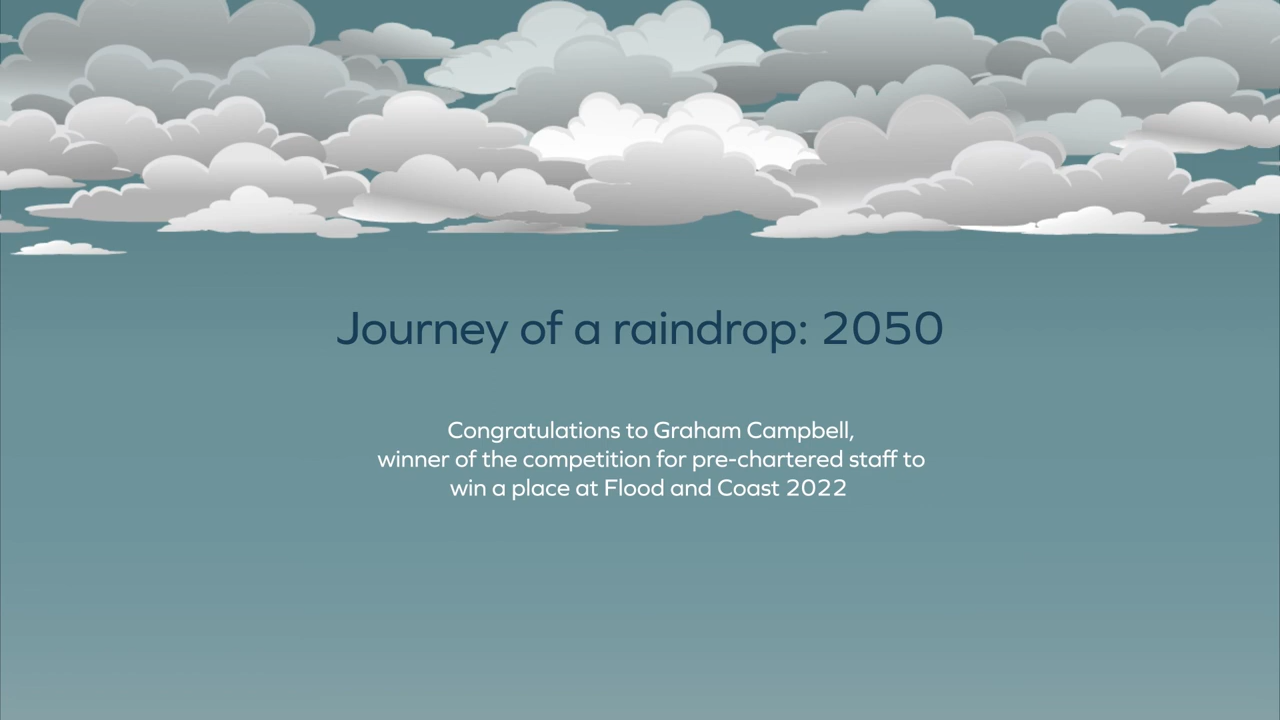 Journey of a raindrop: 2050
Congratulations to Graham Campbell,
winner of the competition for pre-chartered staff to
win a place at Flood and Coast 2022